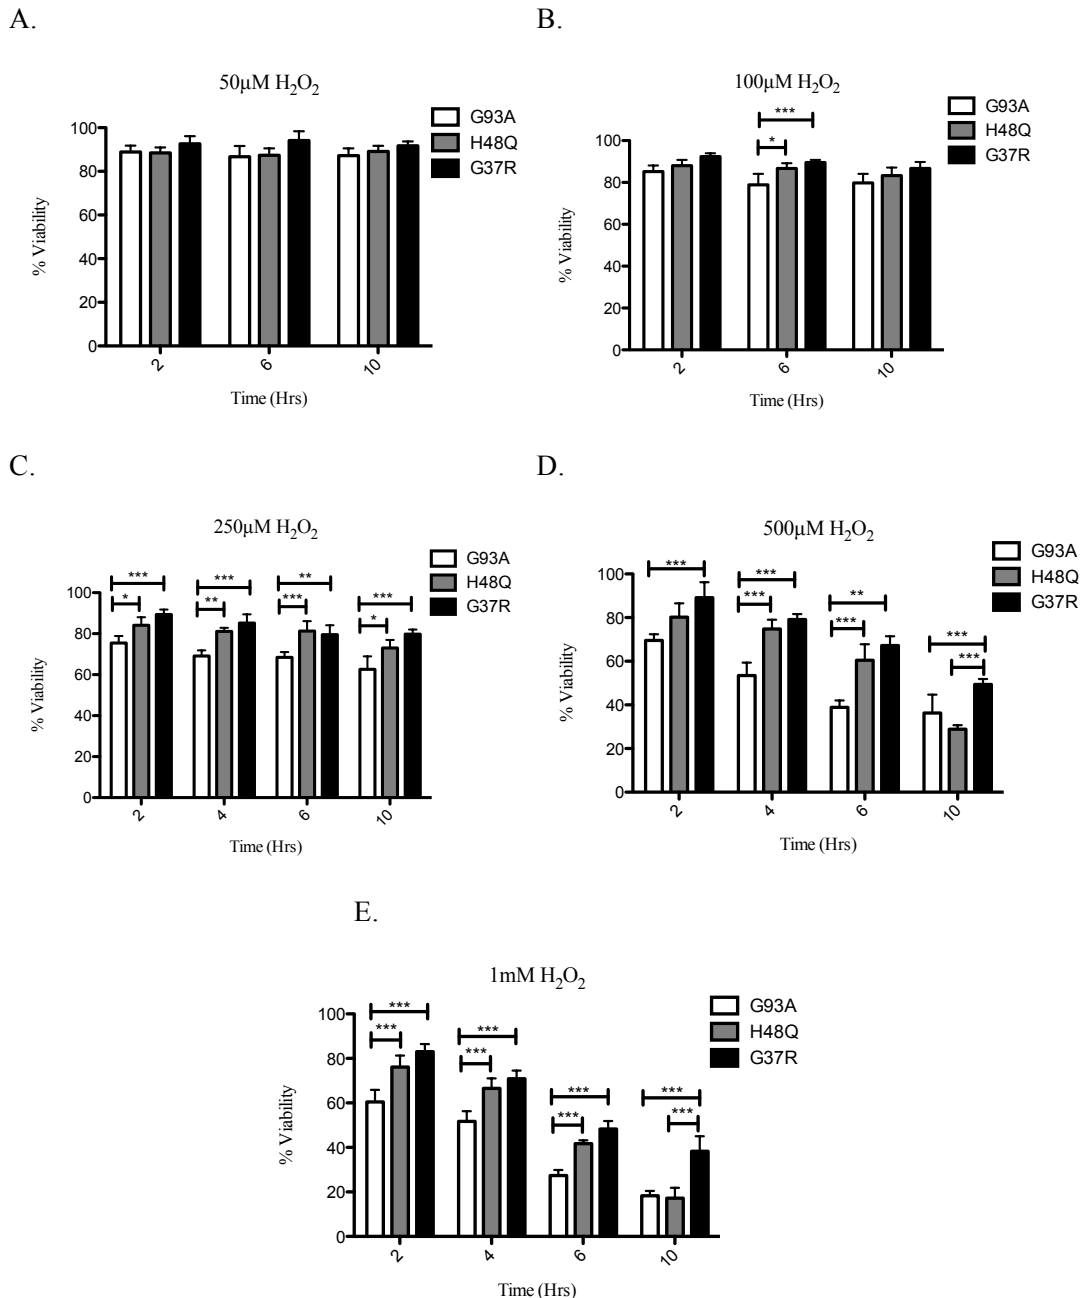 A.
50µM H₂O₂
G93A
H48Q
G37R
100
80
60
40
20
0
% Viability
2
6
10
Time (Hrs)
B.
100µM H₂O₂
G93A
H48Q
G37R
***
*
100
80
60
40
20
0
% Viability
2
6
10
Time (Hrs)
C.
250µM H₂O₂
G93A
H48Q
G37R
***
*
***
**
**
***
***
*
100
80
60
40
20
0
% Viability
2
4
6
10
Time (Hrs)
D.
500µM H₂O₂
G93A
H48Q
G37R
***
***
***
**
***
***
***
100
80
60
40
20
0
% Viability
2
4
6
10
Time (Hrs)
E.
1mM H₂O₂
G93A
H48Q
G37R
***
***
***
***
***
***
***
***
100
80
60
40
20
0
% Viability
2
4
6
10
Time (Hrs)